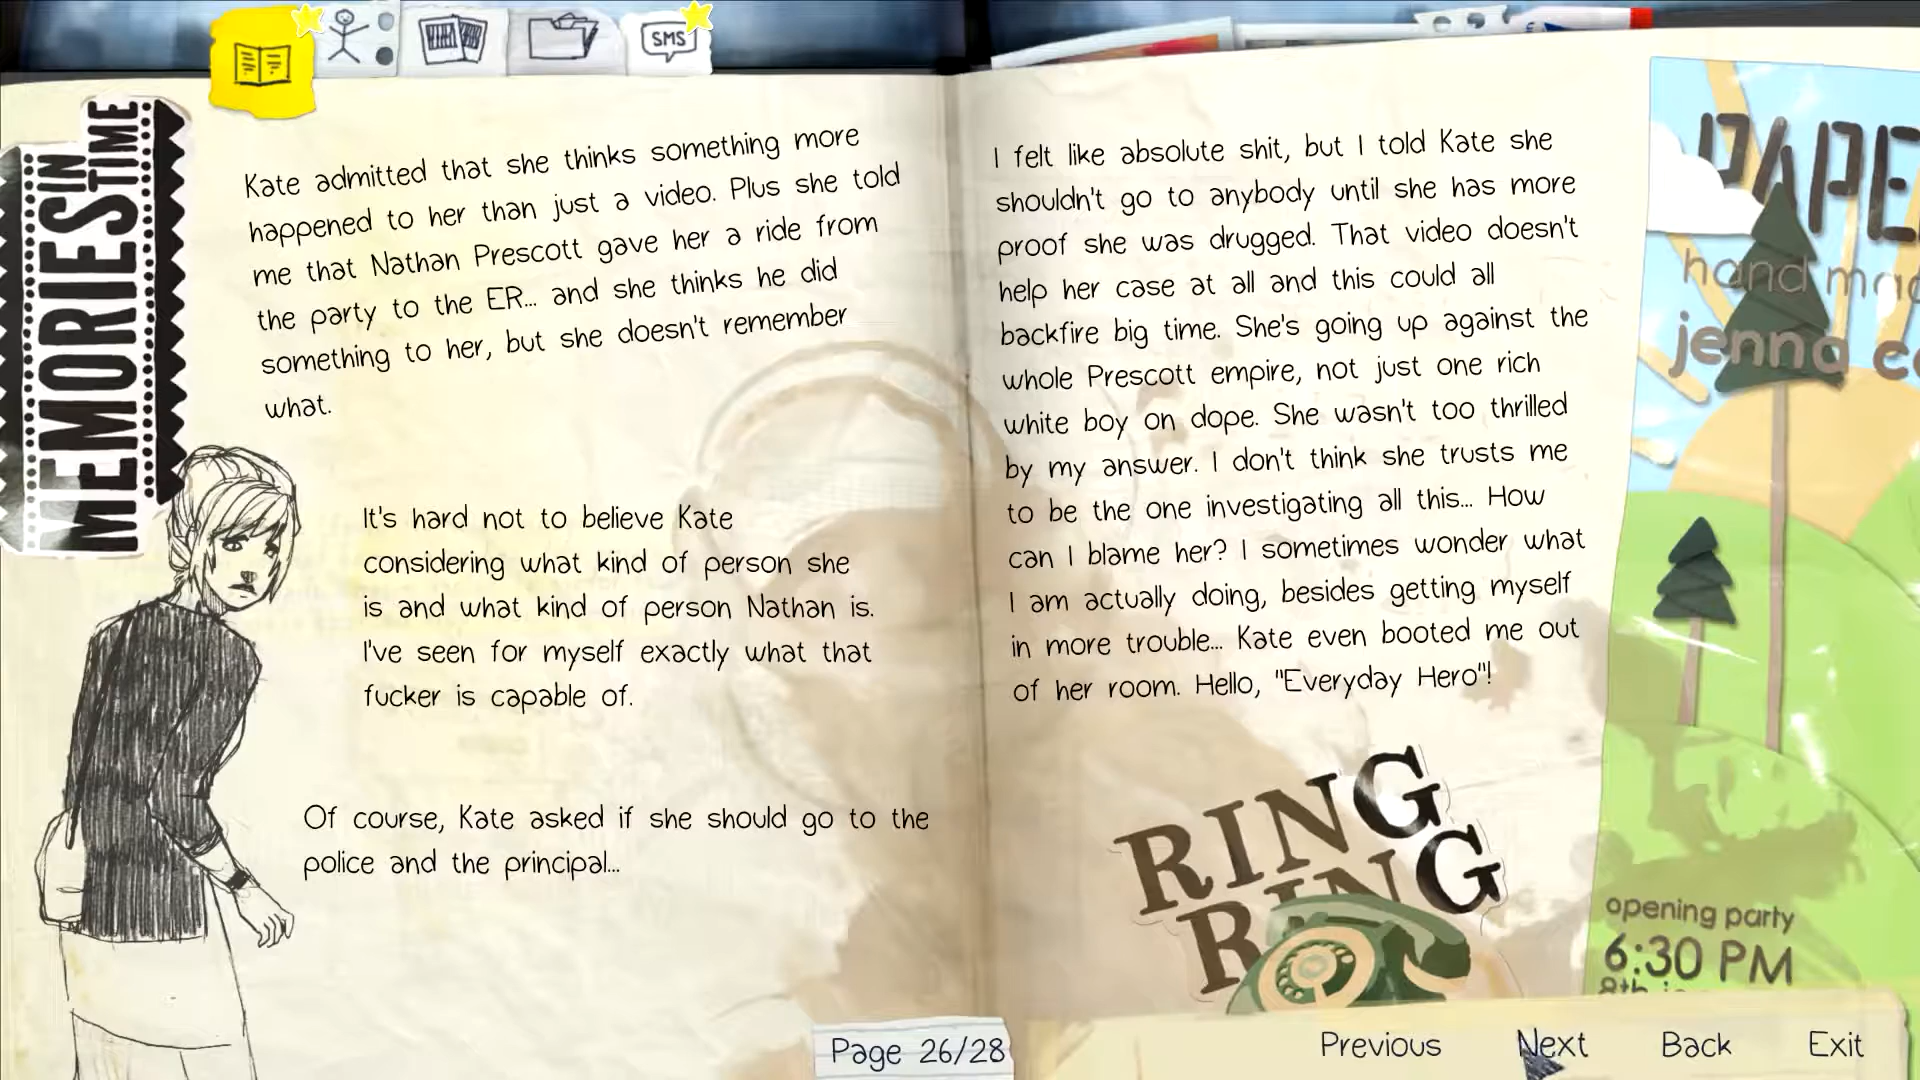 SMS
MEMORIES
IN
TIME
Kate admitted that she thinks something more
happened to her than just a video. Plus she told
me that Nathan Prescott gave her a ride from
the party to the ER... and she thinks he did
something to her, but she doesn't remember
what.
It's hard not to believe Kate
considering what kind of person she
is and what kind of person Nathan is.
I've seen for myself exactly what that
fucker is capable of.
Of course, Kate asked if she should go to the
police and the principal...
I felt like absolute shit, but I told Kate she
shouldn't go to anybody until she has more
proof she was drugged. That video doesn't
help her case at all and this could all
backfire big time. She's going up against the
whole Prescott empire, not just one rich
white boy on dope. She wasn't too thrilled
by my answer. I don't think she trusts me
to be the one investigating all this... How
can I blame her? I sometimes wonder what
I am actually doing, besides getting myself
in more trouble... Kate even booted me out
of her room. Hello, "Everyday Hero"!
RING
RING
PAPE
hand mad
jenna
opening party
6:30 PM
8th
Page 26/28
Previous
Next
Back
Exit